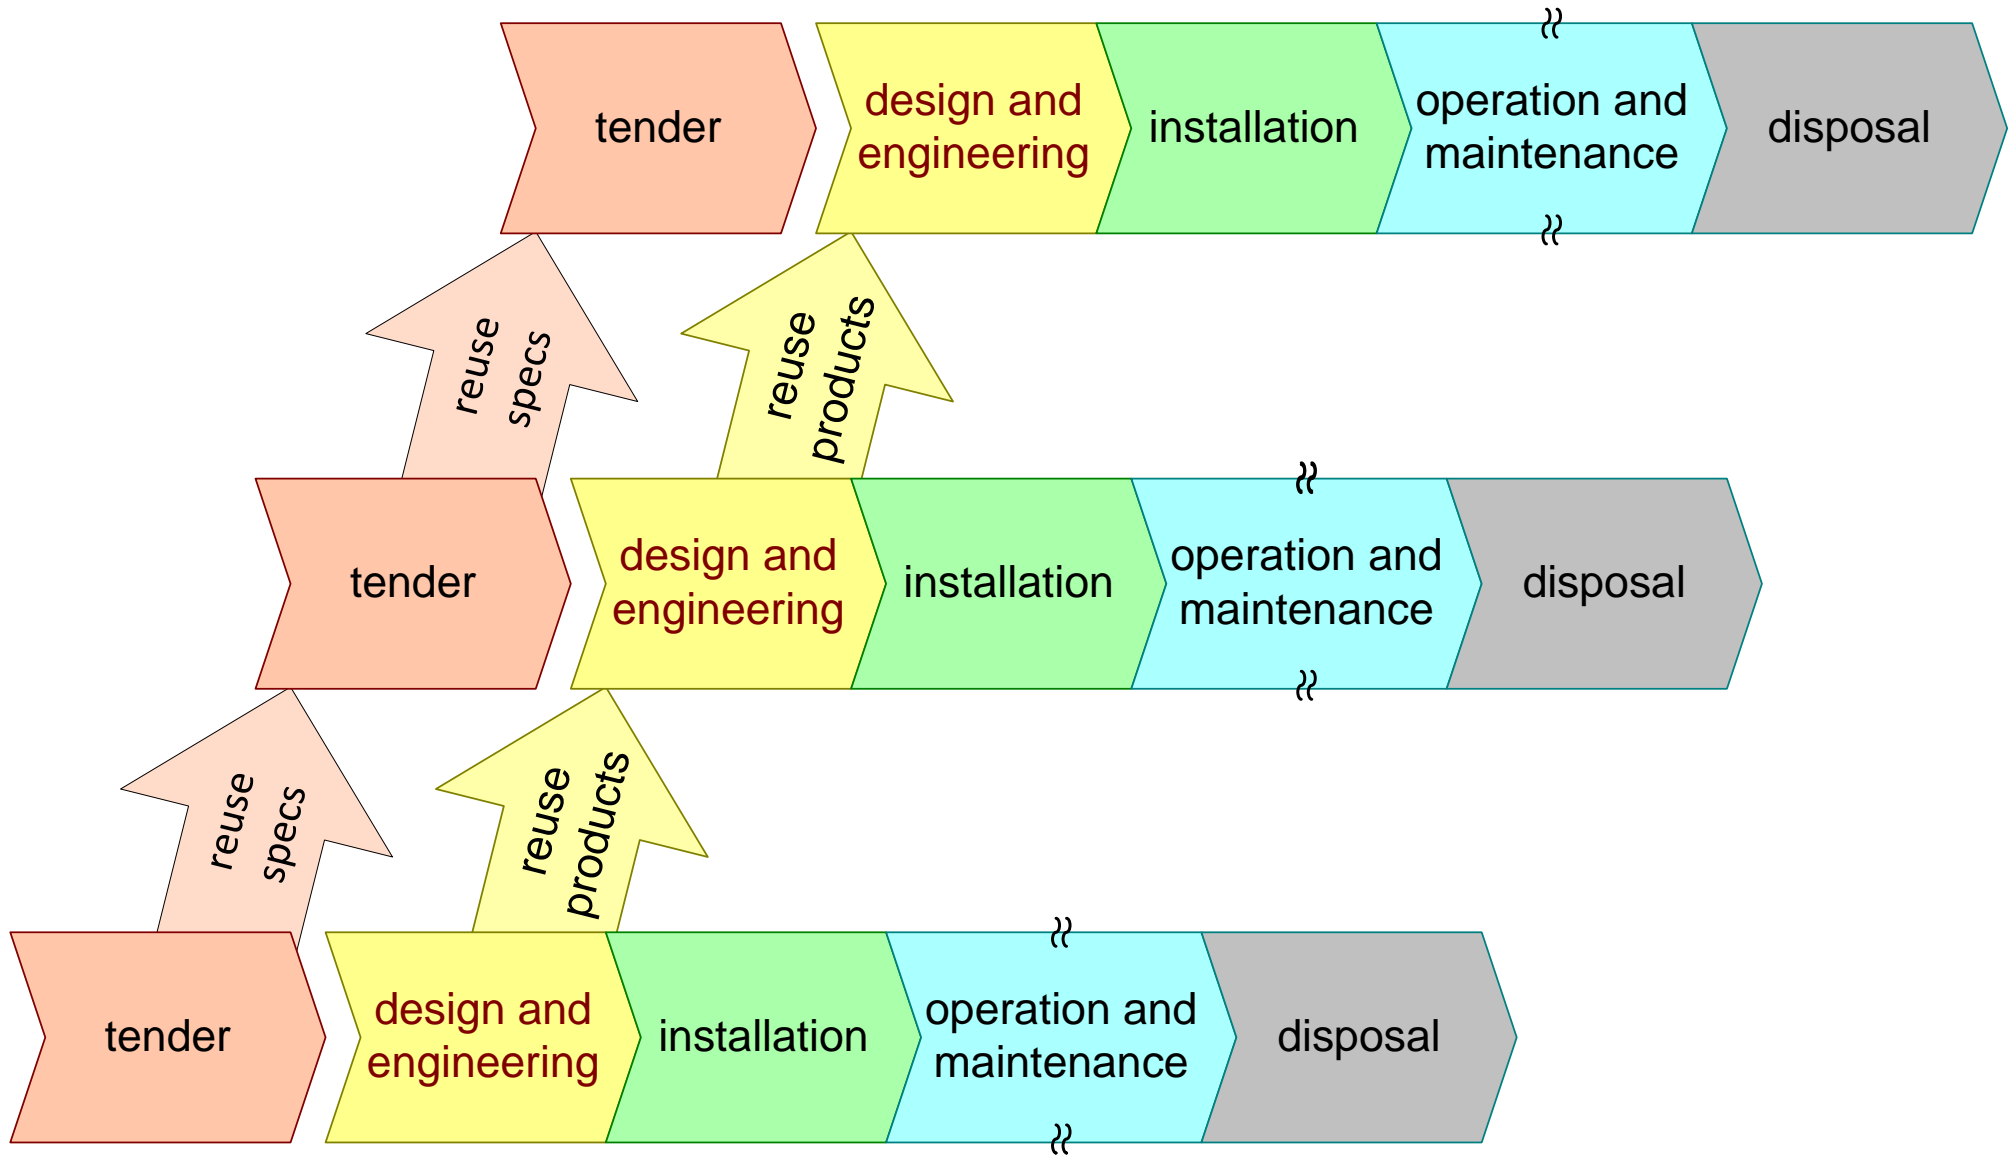 tender
design and
engineering
installation
operation and
maintenance
disposal
reuse
specs
reuse
products
tender
design and
engineering
installation
operation and
maintenance
disposal
reuse
specs
reuse
products
tender
design and
engineering
installation
operation and
maintenance
disposal